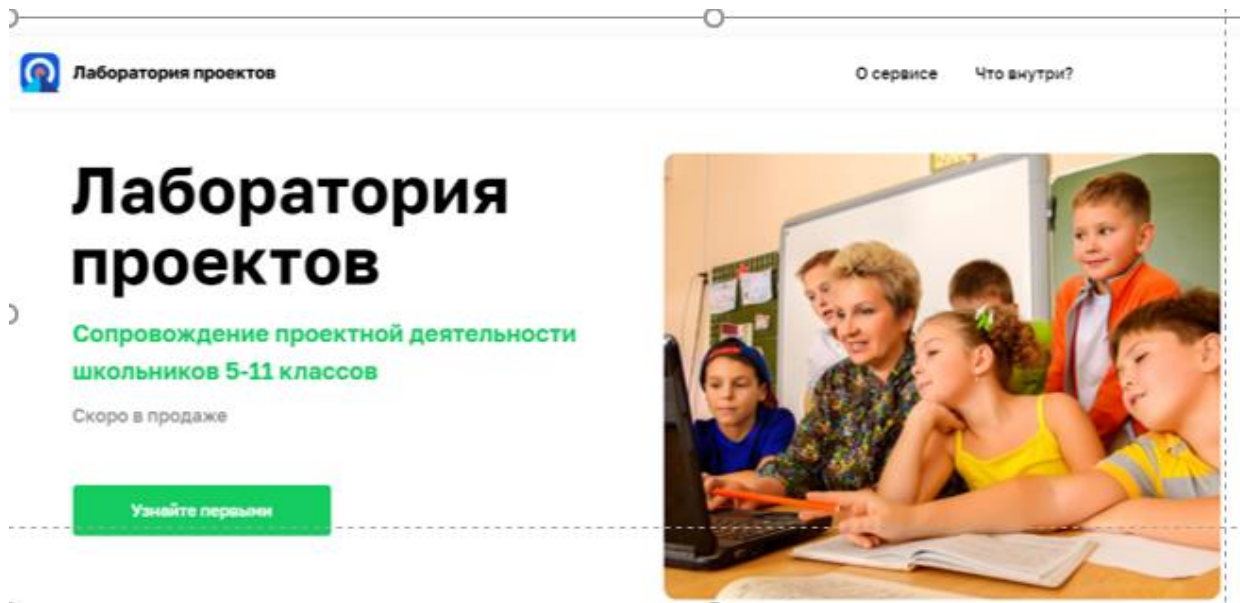 Лаборатория проектов
О сервисе Что внутри?
Лаборатория
проектов
Сопровождение проектной деятельности
школьников 5-11 классов
Скоро в продаже
Узнайте первыми